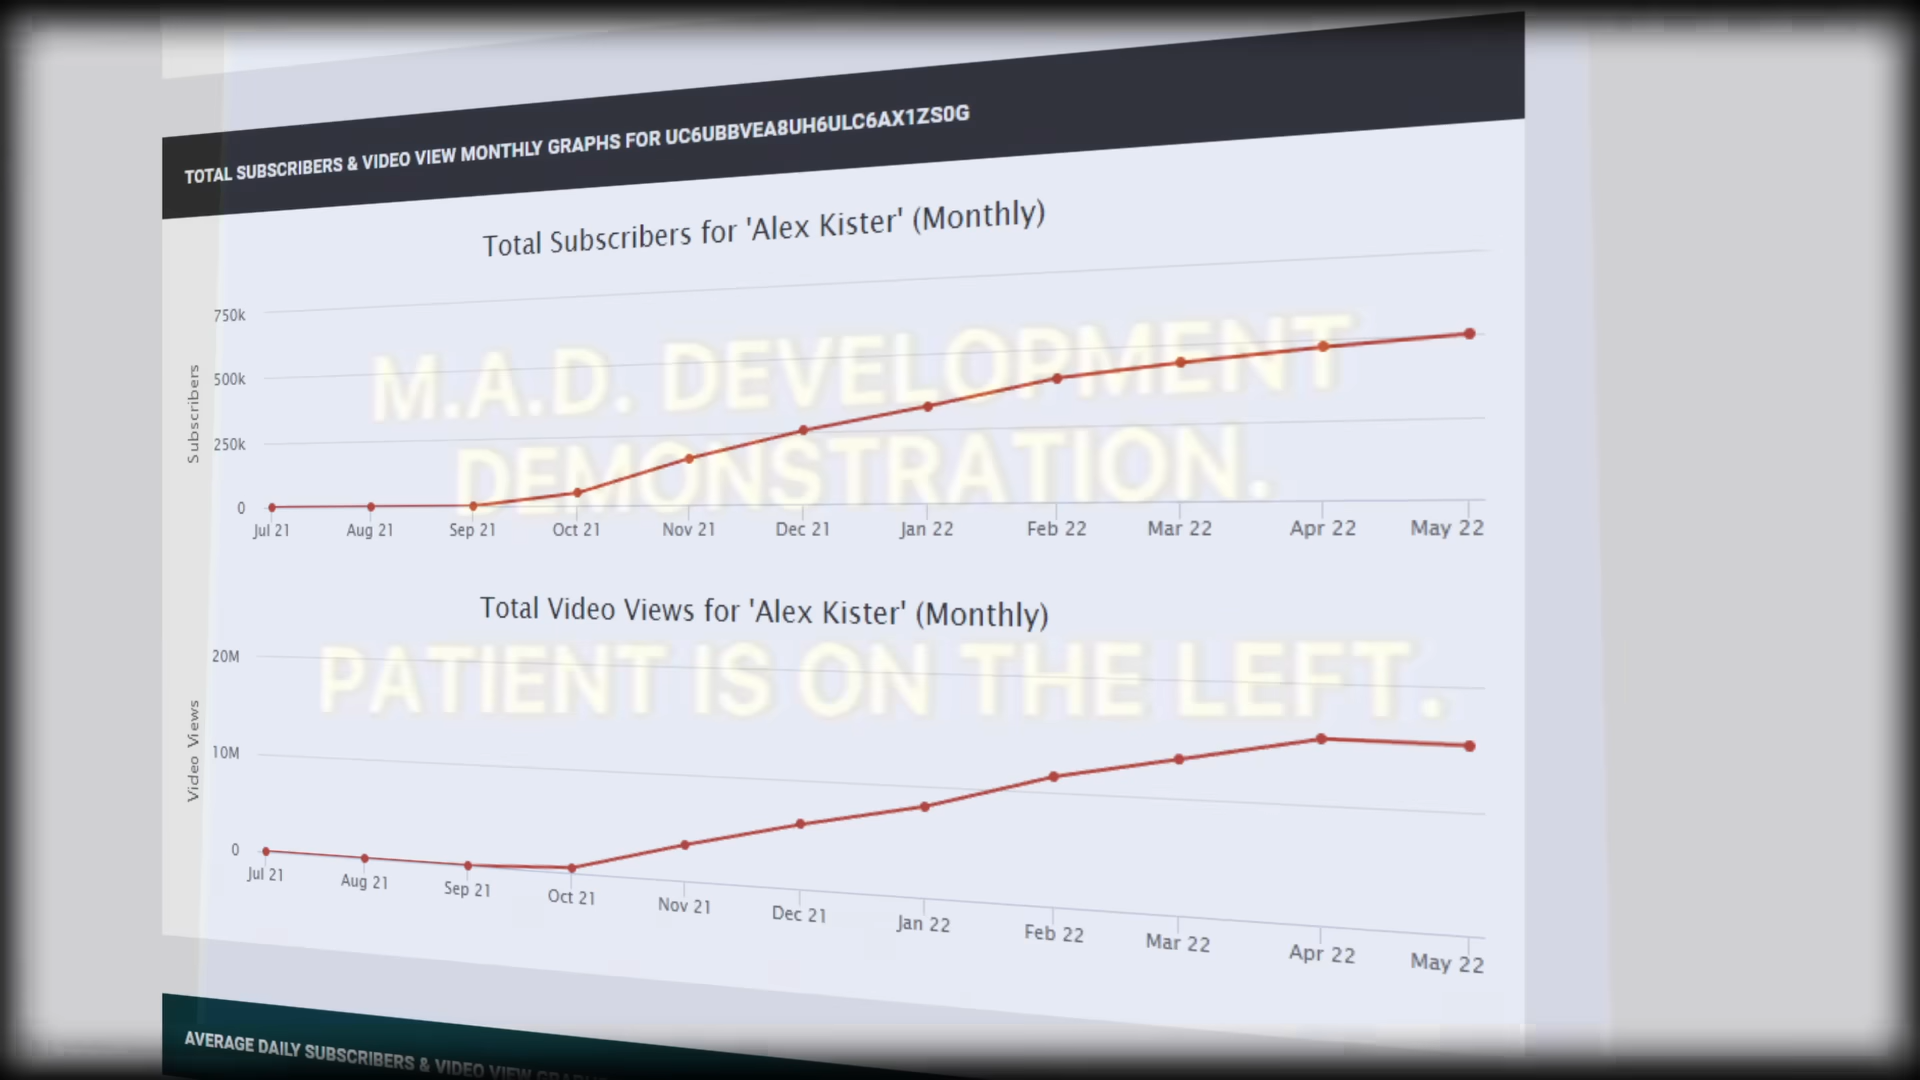 TOTAL SUBSCRIBERS & VIDEO VIEW MONTHLY GRAPHS FOR UC6UBBVEA8UH6ULC6AX1ZS0G
Total Subscribers for 'Alex Kister' (Monthly)
750k
500k
250k
0
Subscribers
M.A.D. DEVELOPMENT
DEMONSTRATION.
Jul 21 Aug 21 Sep 21 Oct 21 Nov 21 Dec 21 Jan 22 Feb 22 Mar 22 Apr 22 May 22
Total Video Views for 'Alex Kister' (Monthly)
PATIENT IS ON THE LEFT.
20M
10M
0
Video Views
Jul 21 Aug 21 Sep 21 Oct 21 Nov 21 Dec 21 Jan 22 Feb 22 Mar 22 Apr 22 May 22
AVERAGE DAILY SUBSCRIBERS & VIDEO VIEW